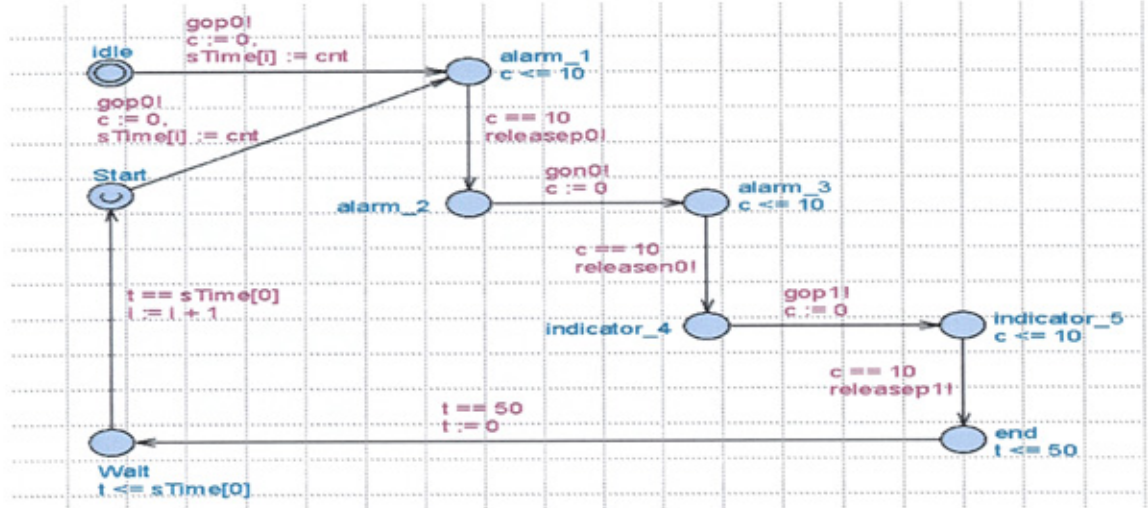 gop0!
c := 0,
sTime[i] := cnt
idle
alarm_1
c <= 10
gop0!
c := 0,
sTime[i] := cnt
c == 10
releasep0!
Start
gon0!
c := 0
alarm_2
alarm_3
c <= 10
c == 10
releasen0!
t == sTime[0]
i := i + 1
gop1!
c := 0
indicator_4
indicator_5
c <= 10
c == 10
releasep1!
t == 50
t := 0
end
t <= 50
Wait
t <= sTime[0]